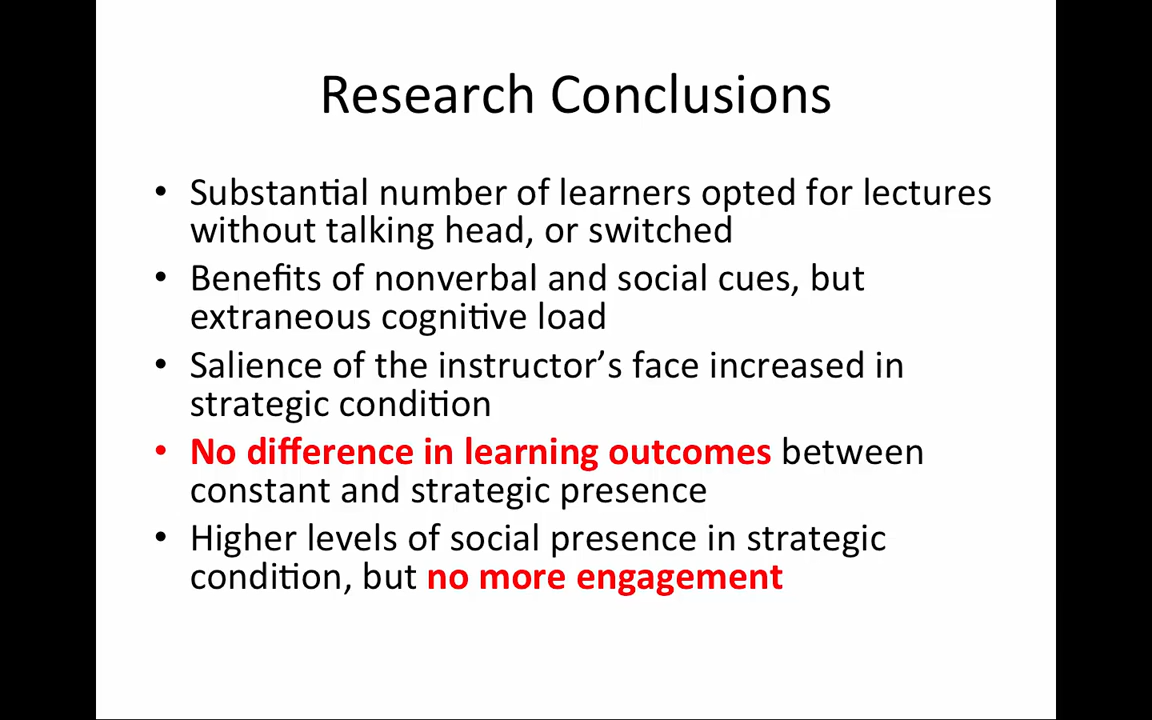 Research Conclusions
• Substantial number of learners opted for lectures
without talking head, or switched
• Benefits of nonverbal and social cues, but
extraneous cognitive load
• Salience of the instructor’s face increased in
strategic condition
• No difference in learning outcomes between
constant and strategic presence
• Higher levels of social presence in strategic
condition, but no more engagement